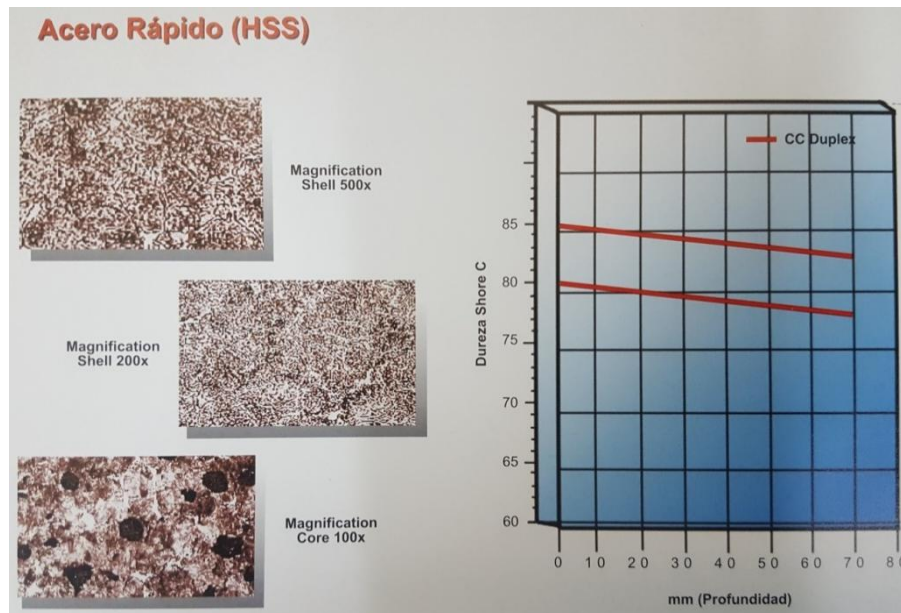 Acero Rápido (HSS)
Magnification
Shell 500x
Magnification
Shell 200x
Magnification
Core 100x
CC Duplex
Dureza Shore C
85
80
75
70
65
60
0 10 20 30 40 50 60 70 8
mm (Profundidad)